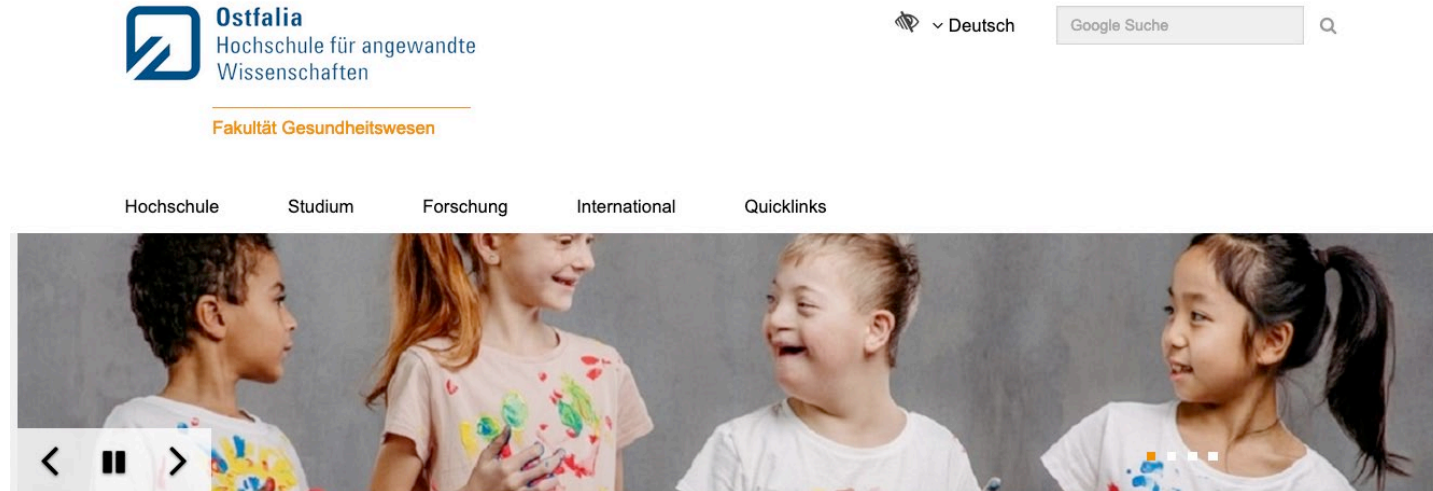 Ostfalia
Hochschule für angewandte
Wissenschaften
Fakultät Gesundheitswesen
Deutsch
Google Suche
Hochschule Studium Forschung International Quicklinks